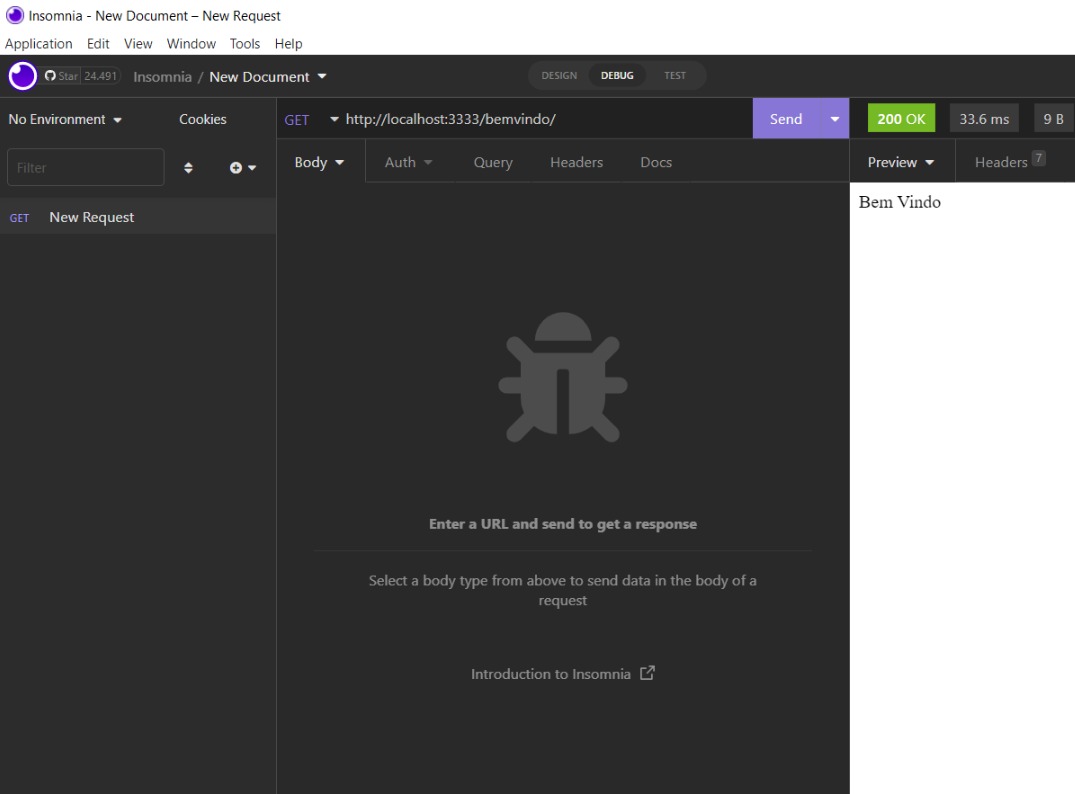 Insomnia - New Document – New Request
Application Edit View Window Tools Help
Star 24.491 Insomnia / New Document DESIGN DEBUG TEST
No Environment Cookies GET http://localhost:3333/bemvindo/ Send 200 OK 33.6 ms 9 B
Filter Body Auth Query Headers Docs Preview Headers 7
GET New Request
Bem Vindo
Enter a URL and send to get a response
Select a body type from above to send data in the body of a
request
Introduction to Insomnia